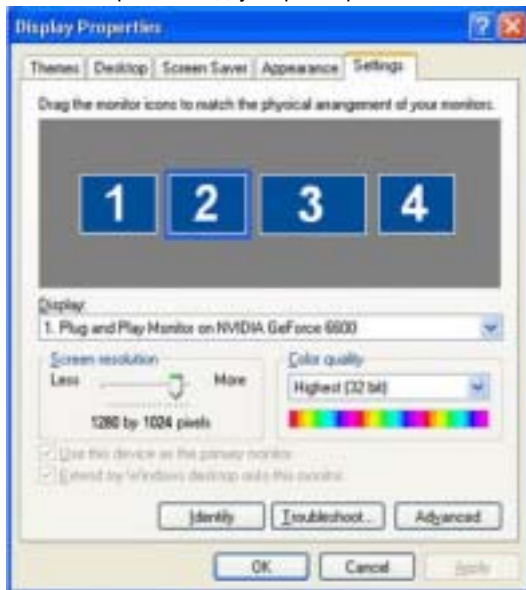 Display Properties
Themes Desktop Screen Saver Appearance Settings
Drag the monitor icons to match the physical arrangement of your monitors.
1 2 3 4
Display:
1. Plug and Play Monitor on NVIDIA GeForce 6600
Screen resolution
Less More
1280 by 1024 pixels
Color quality
Highest (32 bit)
Use this device as the primary monitor.
Extend my Windows desktop onto this monitor.
Identify Troubleshoot... Advanced
OK Cancel Apply